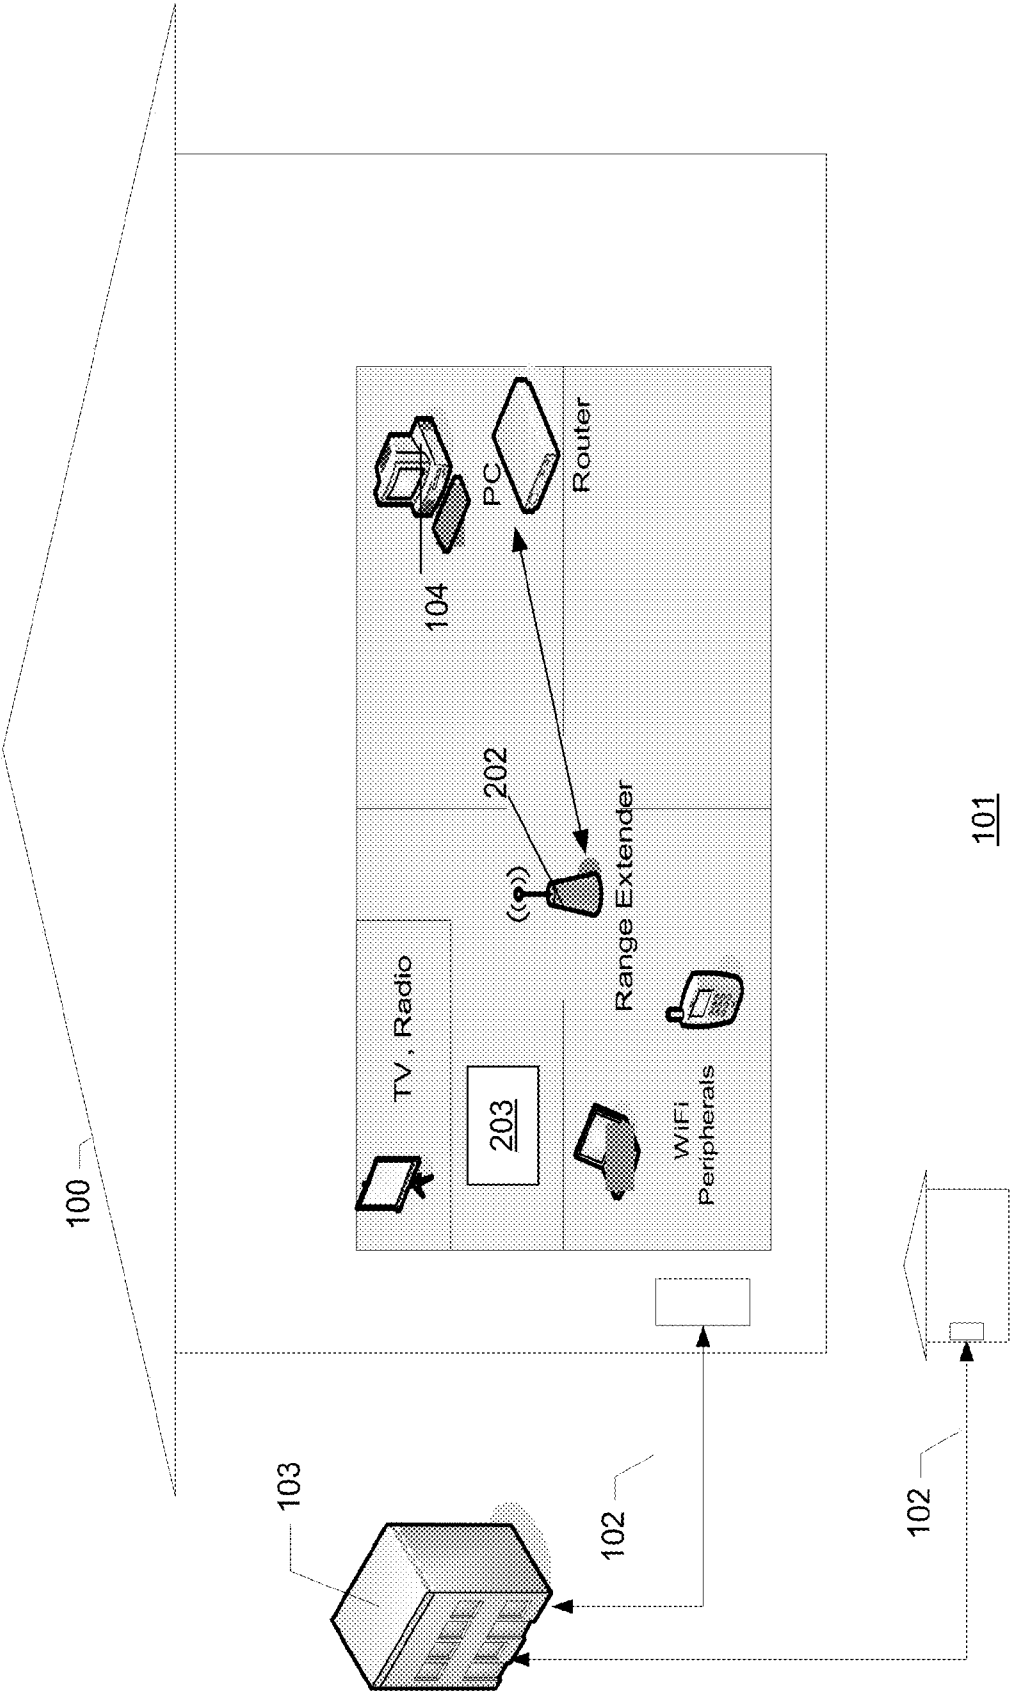 100
103
TV , Radio
104
PC
202
203
Router
102
Range Extender
WiFi
Peripherals
102
101